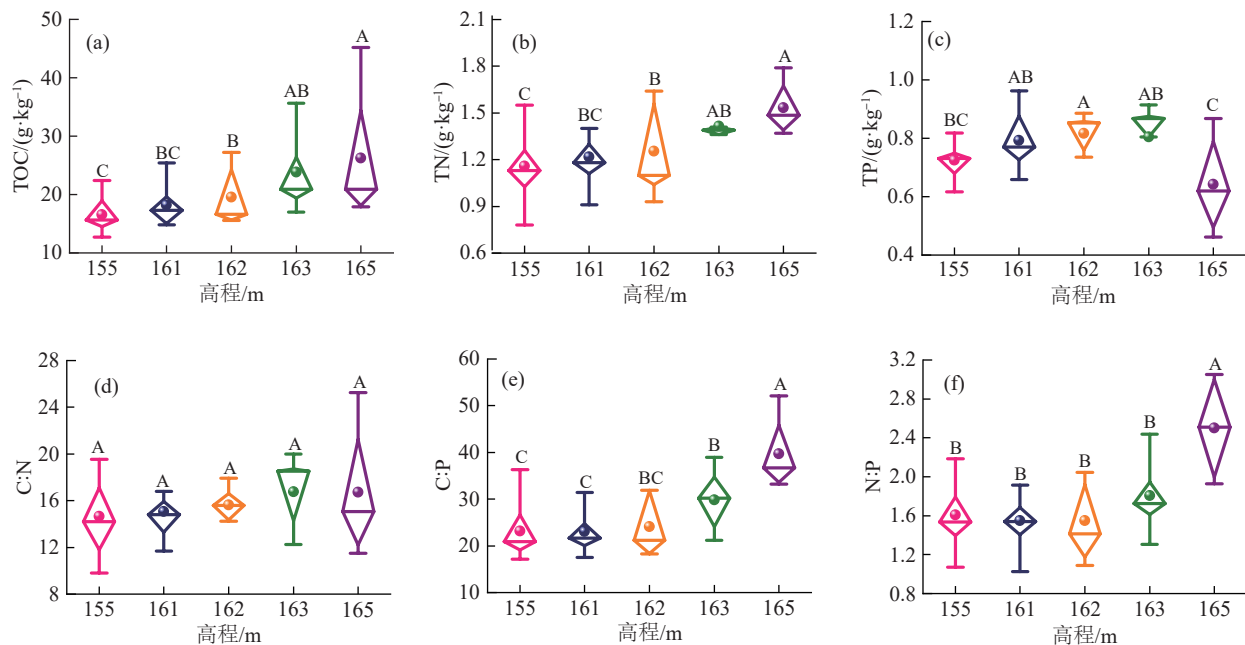 (a)
TOC/(g·kg⁻¹)
50
40
30
20
10
C
BC
B
AB
A
155
161
162
163
165
高程/m
(b)
TN/(g·kg⁻¹)
1.8
1.5
1.2
0.9
0.6
C
BC
B
AB
A
155
161
162
163
165
高程/m
(c)
TP/(g·kg⁻¹)
1.2
1.0
0.8
0.6
0.4
BC
AB
A
AB
C
155
161
162
163
165
高程/m
(d)
C:N
28
24
20
16
12
8
A
A
A
A
A
155
161
162
163
165
高程/m
(e)
C:P
60
50
40
30
20
10
C
C
BC
B
A
155
161
162
163
165
高程/m
(f)
N:P
3.2
2.8
2.4
2.0
1.6
1.2
0.8
B
B
B
B
A
155
161
162
163
165
高程/m